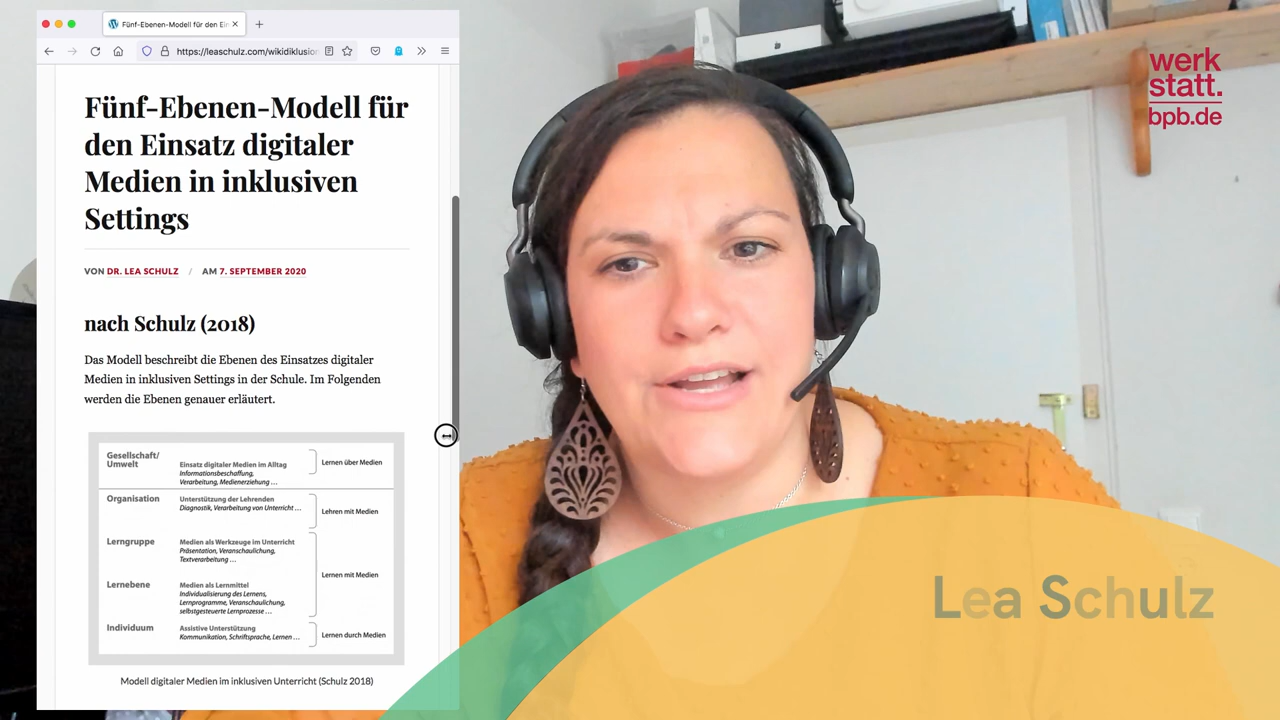 Fünf-Ebenen-Modell für den Ein
https://leaschulz.com/wikidiklusion
Fünf-Ebenen-Modell für
den Einsatz digitaler
Medien in inklusiven
Settings
VON DR. LEA SCHULZ / AM 7. SEPTEMBER 2020
nach Schulz (2018)
Das Modell beschreibt die Ebenen des Einsatzes digitaler
Medien in inklusiven Settings in der Schule. Im Folgenden
werden die Ebenen genauer erläutert.
Gesellschaft/
Umwelt
Einsatz digitaler Medien im Alltag
Informationsbeschaffung,
Verarbeitung, Medienerziehung ...
Lernen über Medien
Organisation
Unterstützung der Lehrenden
Diagnostik, Verarbeitung von Unterricht ...
Lehren mit Medien
Lerngruppe
Medien als Werkzeuge im Unterricht
Präsentation, Veranschaulichung,
Textverarbeitung ...
Lernen mit Medien
Lernebene
Medien als Lernmittel
Individualisierung des Lernens,
Lernprogramme, Veranschaulichung,
selbstgesteuerte Lernprozesse ...
Individuum
Assistive Unterstützung
Kommunikation, Schriftsprache, Lernen ...
Lernen durch Medien
Modell digitaler Medien im inklusiven Unterricht (Schulz 2018)
werk
statt.
bpb.de
Lea Schulz